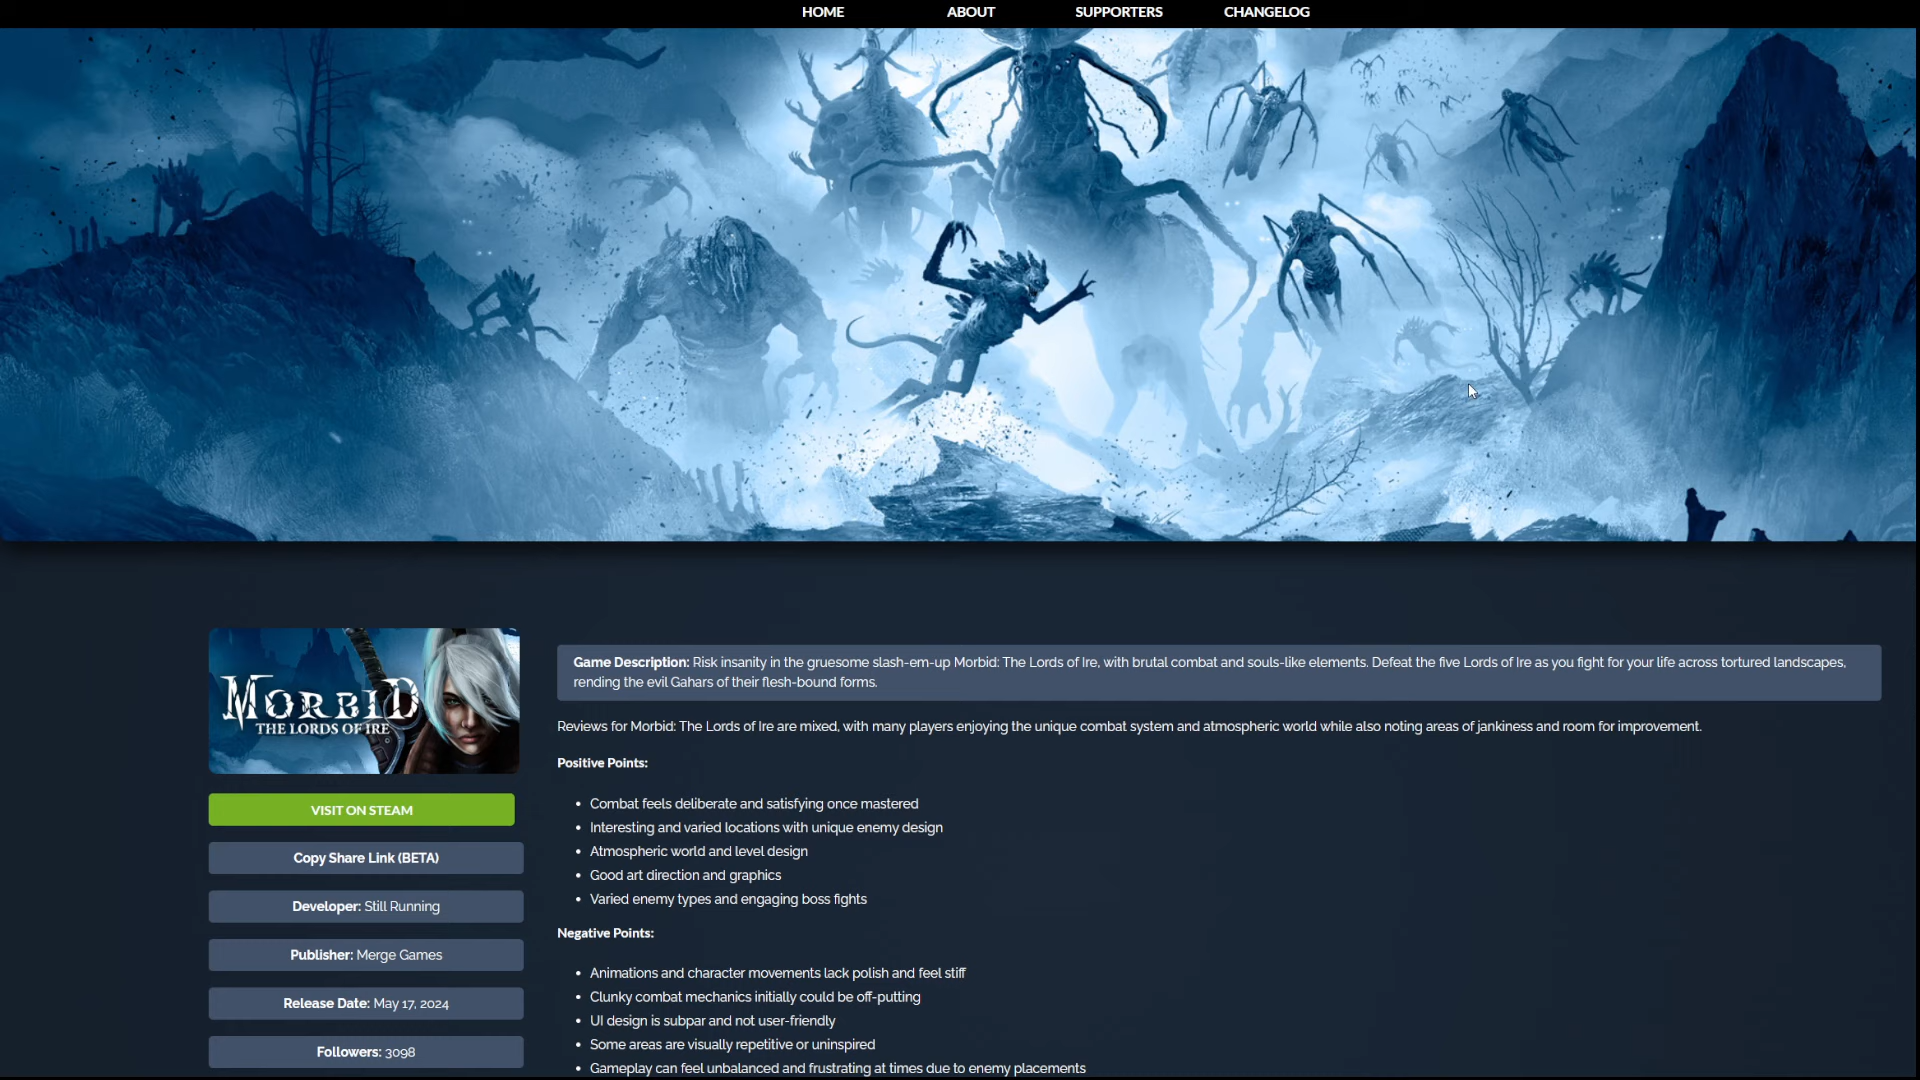 HOME ABOUT SUPPORTERS CHANGELOG
MORBID
THE LORDS OF IRE
VISIT ON STEAM
Copy Share Link (BETA)
Developer: Still Running
Publisher: Merge Games
Release Date: May 17, 2024
Followers: 3098
Game Description: Risk insanity in the gruesome slash-em-up Morbid: The Lords of Ire, with brutal combat and souls-like elements. Defeat the five Lords of Ire as you fight for your life across tortured landscapes,
rending the evil Gahars of their flesh-bound forms.
Reviews for Morbid: The Lords of Ire are mixed, with many players enjoying the unique combat system and atmospheric world while also noting areas of jankiness and room for improvement.
Positive Points:
• Combat feels deliberate and satisfying once mastered
• Interesting and varied locations with unique enemy design
• Atmospheric world and level design
• Good art direction and graphics
• Varied enemy types and engaging boss fights
Negative Points:
• Animations and character movements lack polish and feel stiff
• Clunky combat mechanics initially could be off-putting
• UI design is subpar and not user-friendly
• Some areas are visually repetitive or uninspired
• Gameplay can feel unbalanced and frustrating at times due to enemy placements